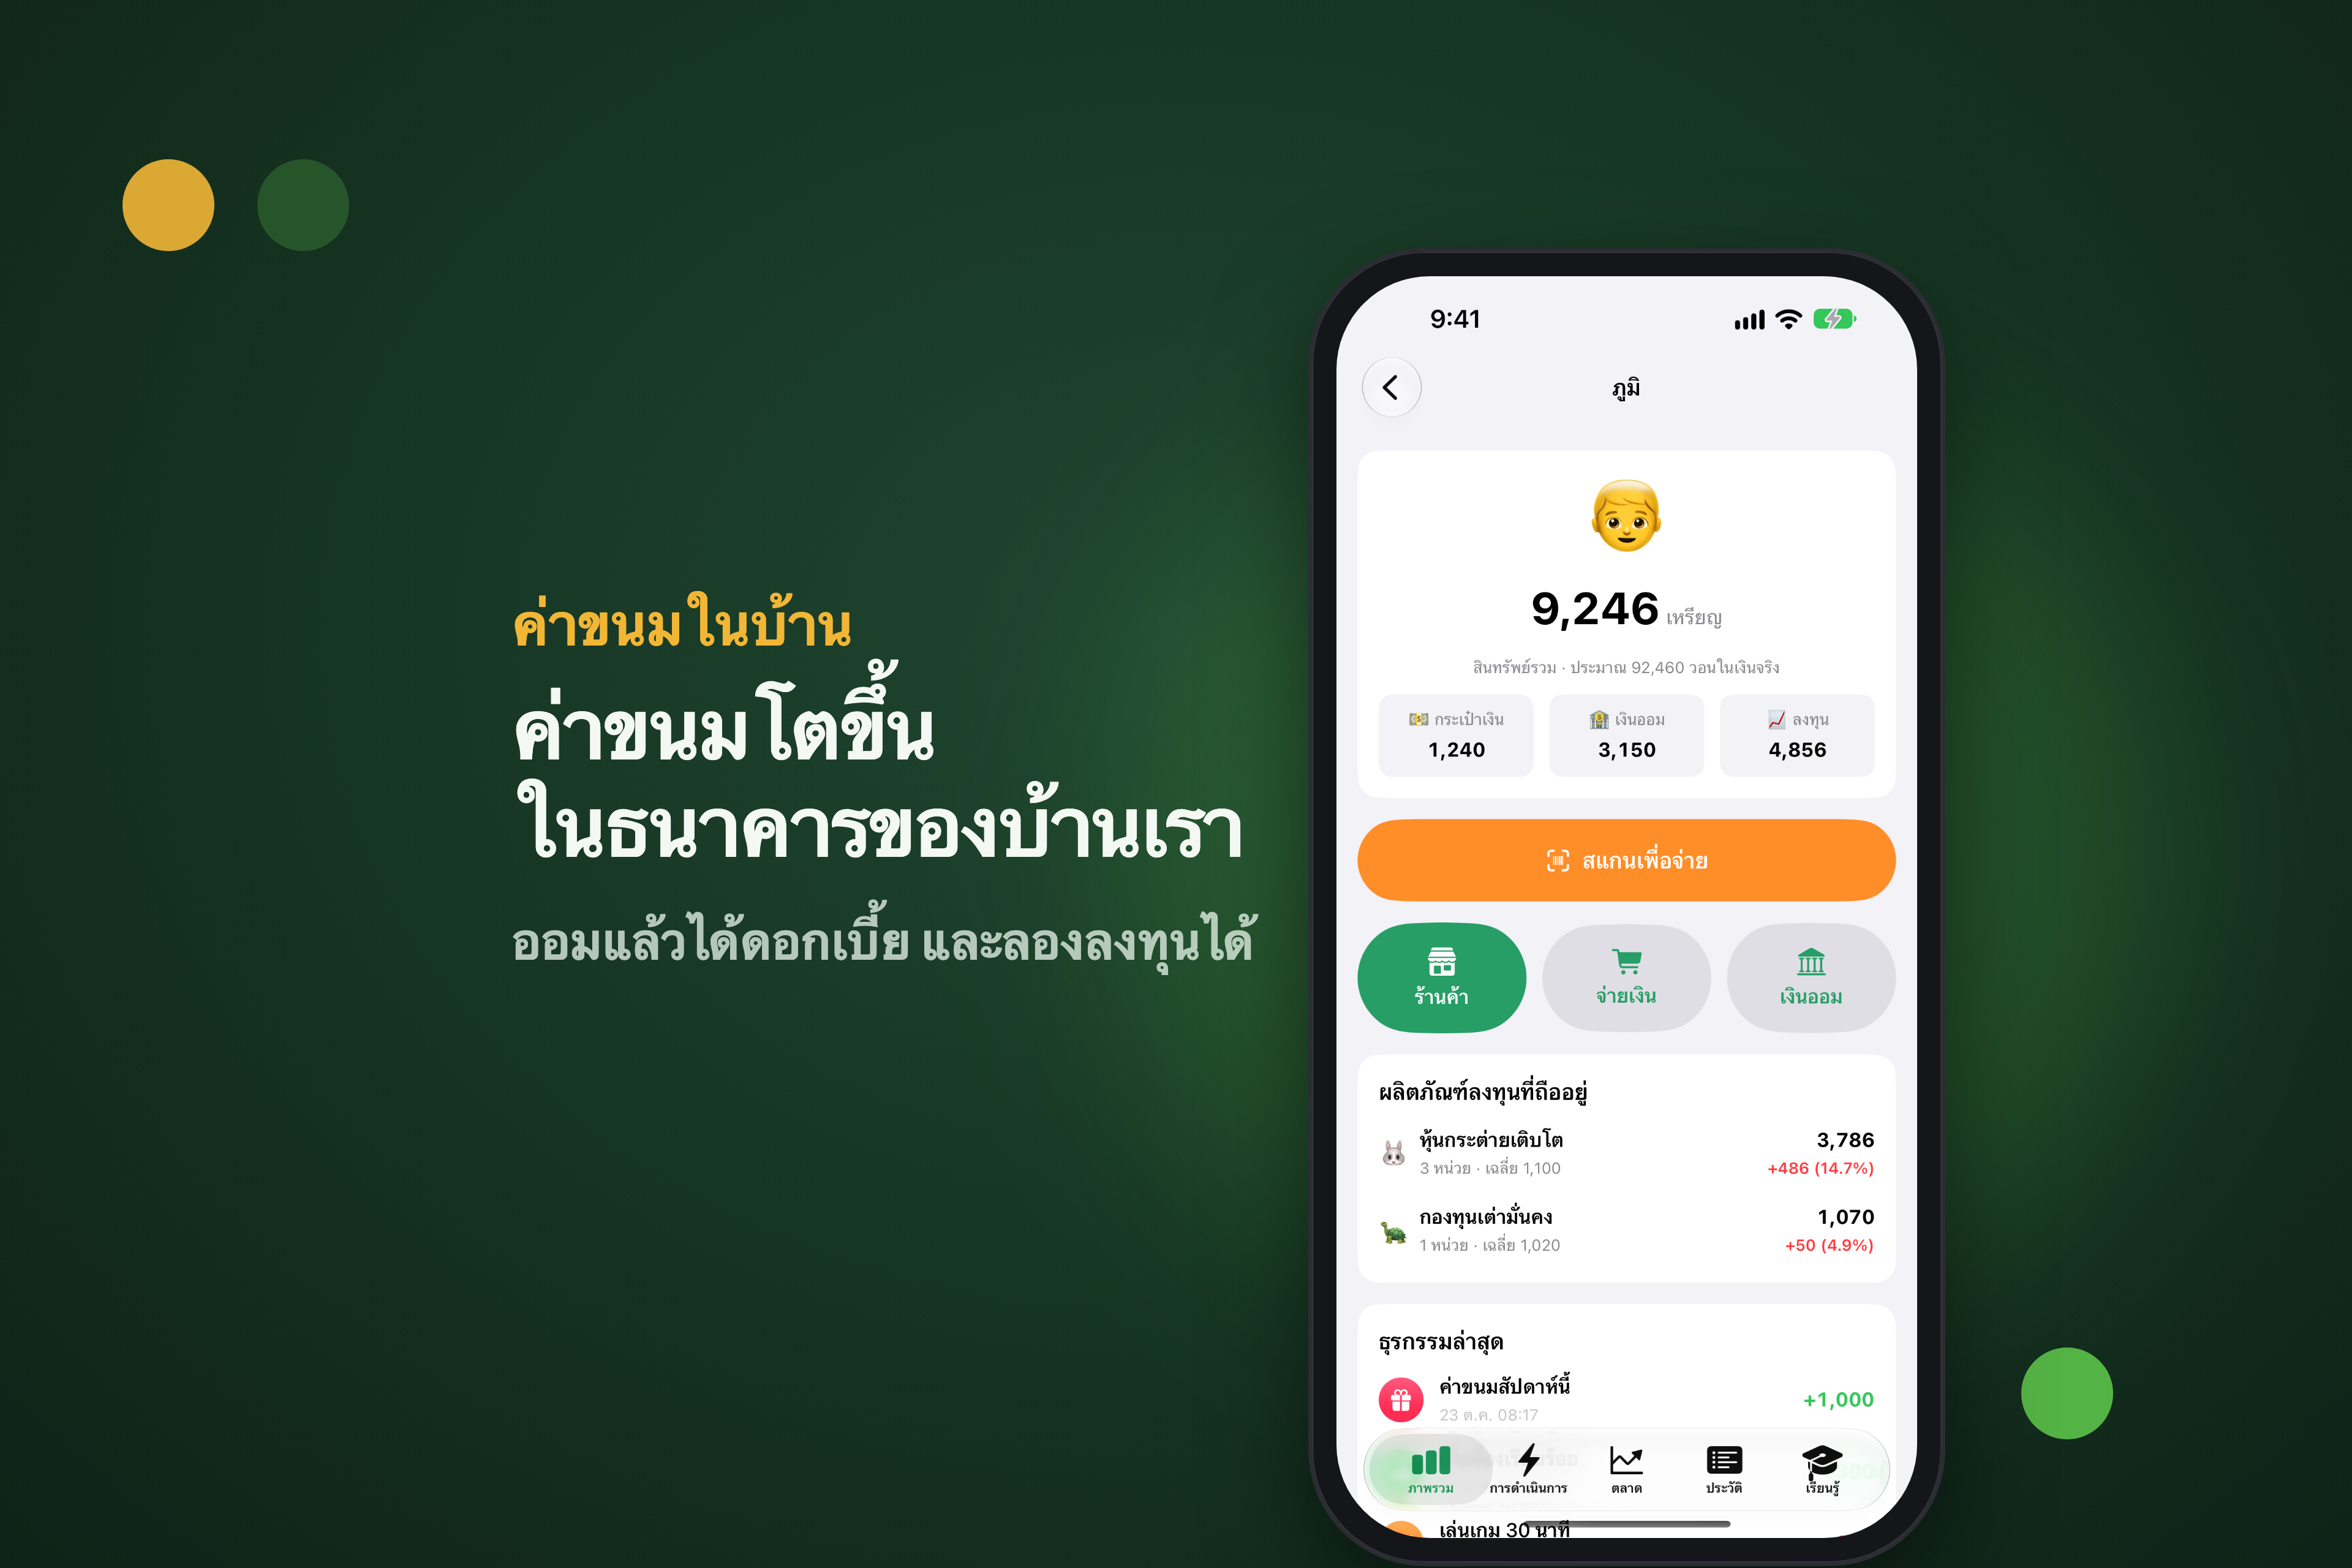 ค่าขนมในบ้าน
ค่าขนมโตขึ้น
ในธนาคารของบ้านเรา
ออมแล้วได้ดอกเบี้ย และลองลงทุนได้
9:41
ภูมิ
9,246 เหรียญ
สินทรัพย์รวม · ประมาณ 92,460 วอนในเงินจริง
กระเป๋าเงิน
1,240
เงินออม
3,150
ลงทุน
4,856
สแกนเพื่อจ่าย
ร้านค้า
จ่ายเงิน
เงินออม
ผลิตภัณฑ์ลงทุนที่ถืออยู่
หุ้นกระต่ายเติบโต
3,786
3 หน่วย · เฉลี่ย 1,100
+486 (14.7%)
กองทุนเต่ามั่นคง
1,070
1 หน่วย · เฉลี่ย 1,020
+50 (4.9%)
ธุรกรรมล่าสุด
ค่าขนมสัปดาห์นี้
+1,000
23 ต.ค. 08:17
ภาพรวม
การดำเนินการ
ตลาด
ประวัติ
เรียนรู้
เล่นเกม 30 นาที